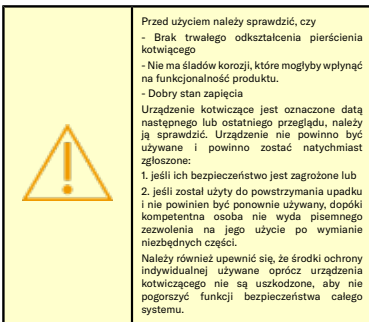 Przed użyciem należy sprawdzić, czy
- Brak trwałego odkształcenia pierścienia
kotwiącego
- Nie ma śladów korozji, które mogłyby wpłynąć
na funkcjonalność produktu.
- Dobry stan zapięcia
Urządzenie kotwiczące jest oznaczone datą
następnego lub ostatniego przeglądu, należy
ją sprawdzić. Urządzenie nie powinno być
używane i powinno zostać natychmiast
zgłoszone:
1. jeśli ich bezpieczeństwo jest zagrożone lub
2. jeśli został użyty do powstrzymania upadku
i nie powinien być ponownie używany, dopóki
kompetentna osoba nie wyda pisemnego
zezwolenia na jego użycie po wymianie
niezbędnych części.
Należy również upewnić się, że środki ochrony
indywidualnej używane oprócz urządzenia
kotwiczącego nie są uszkodzone, aby nie
pogorszyć funkcji bezpieczeństwa całego
systemu.